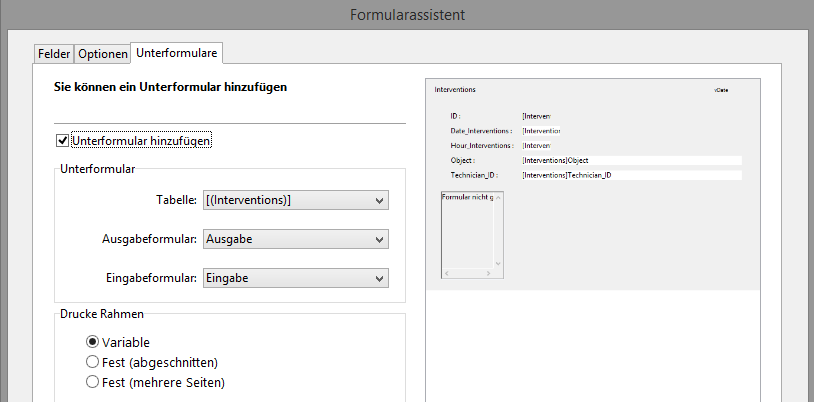 Formularassistent
Felder Optionen Unterformulare
Sie können ein Unterformular hinzufügen
Unterformular hinzufügen
Unterformular
Tabelle: [(Interventions)]
Ausgabeformular: Ausgabe
Eingabeformular: Eingabe
Drucke Rahmen
Variable
Fest (abgeschnitten)
Fest (mehrere Seiten)
Interventions vDate
ID : [Interven
Date_Interventions : [Intervention
Hour_Interventions : [Interven
Object : [Interventions]Object
Technician_ID : [Interventions]Technician_ID
Formular nicht g